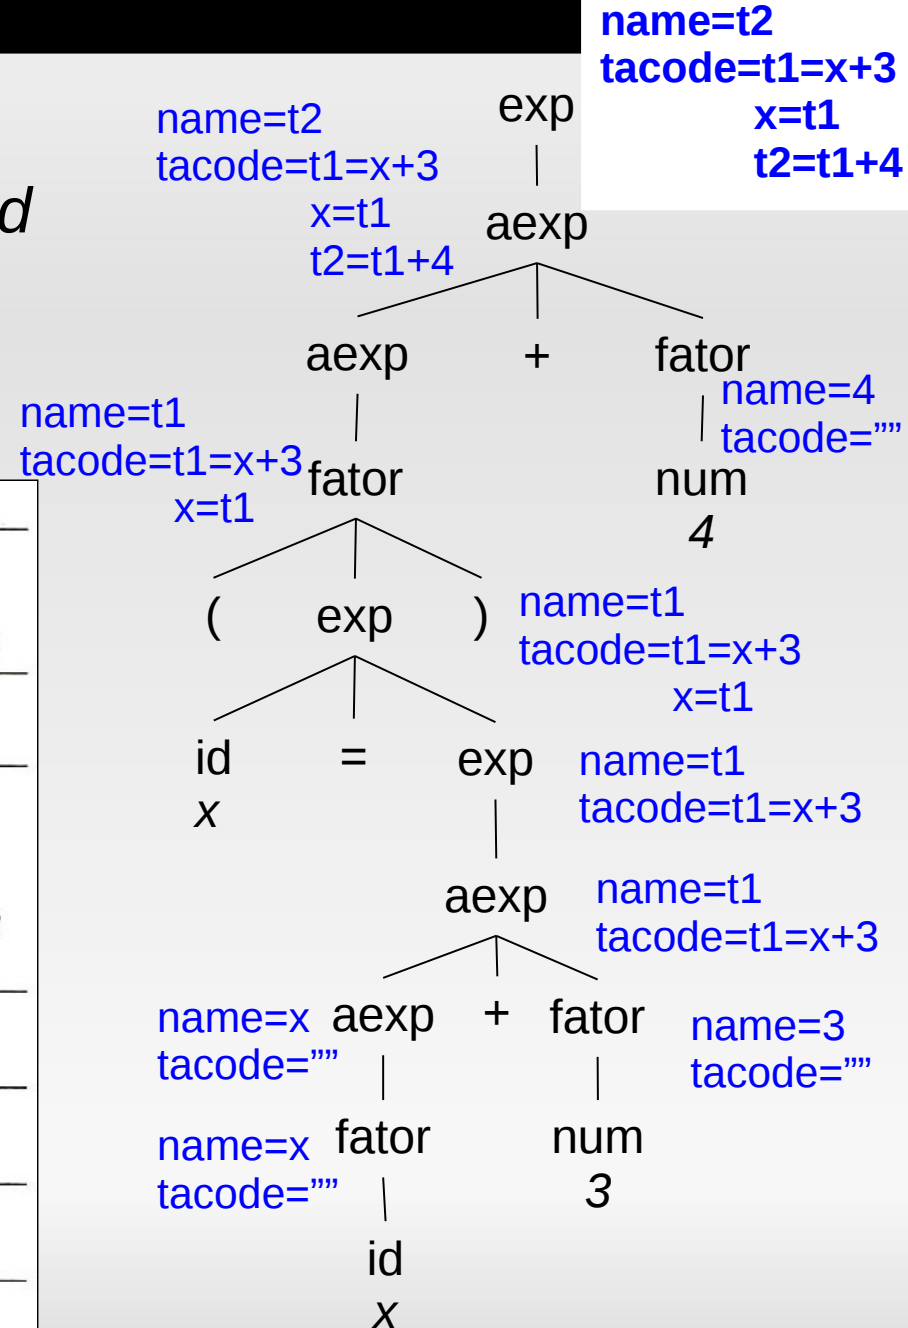 name=t2
tacode=t1=x+3
x=t1
t2=t1+4
exp
name=t2
tacode=t1=x+3
x=t1
t2=t1+4
d
aexp
aexp + fator
name=4
tacode=””
name=t1
tacode=t1=x+3
x=t1
fator
num
4
( exp )
name=t1
tacode=t1=x+3
x=t1
id = exp
x
name=t1
tacode=t1=x+3
aexp
name=t1
tacode=t1=x+3
name=x
tacode=””
aexp + fator
name=3
tacode=””
name=x
tacode=””
fator
num
3
id
x